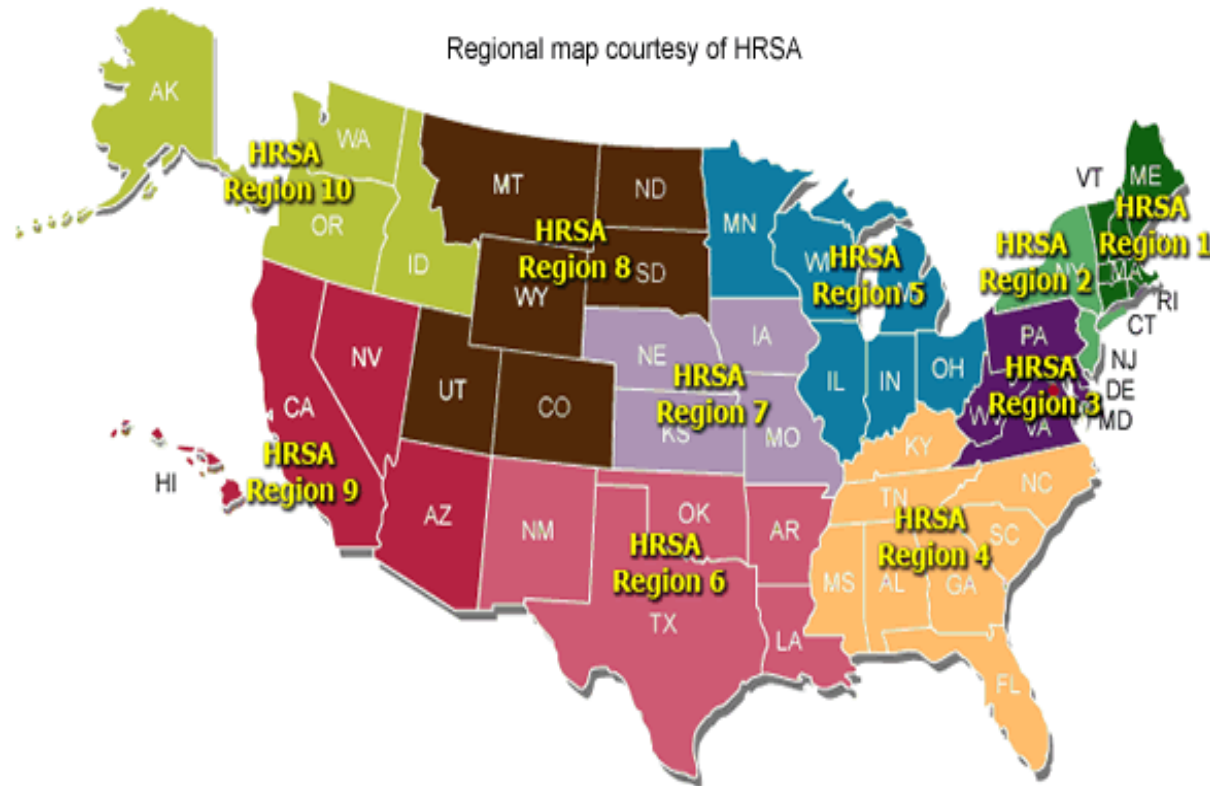 Regional map courtesy of HRSA
AK
WA
HRSA
Region 10
OR
ID
MT
ND
HRSA
Region 8
SD
WY
UT
CO
MN
WI
HRSA
Region 5
IL
IN
OH
VT
ME
HRSA
Region 1
MA
RI
CT
HRSA
Region 2
NY
NJ
PA
HRSA
Region 3
DE
MD
VA
NE
IA
HRSA
Region 7
KS
MO
NV
CA
HRSA
Region 9
HI
AZ
NM
OK
AR
HRSA
Region 6
TX
LA
KY
TN
NC
HRSA
Region 4
SC
MS
AL
GA
FL